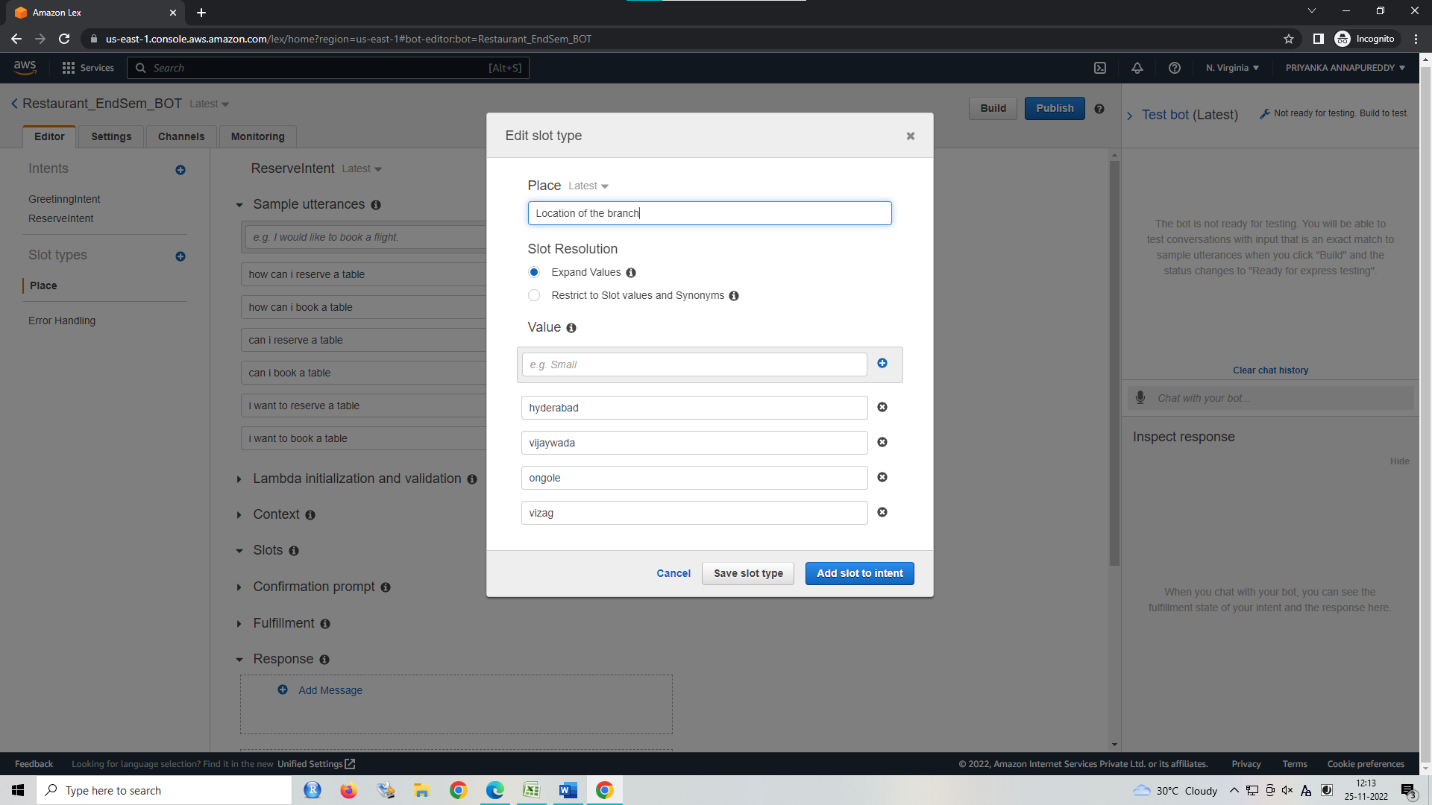 Amazon Lex
us-east-1.console.aws.amazon.com/lex/home?region=us-east-1#bot-editor:bot=Restaurant_EndSem_BOT
Incognito
aws
Services
Search
[Alt+S]
N. Virginia
PRIYANKA ANNAPUREDDY
Restaurant_EndSem_BOT Latest
Build
Publish
Test bot (Latest)
Not ready for testing. Build to test.
Editor
Settings
Channels
Monitoring
Intents
GreetinngIntent
ReserveIntent
Slot types
Place
Error Handling
ReserveIntent Latest
Sample utterances
e.g. I would like to book a flight.
how can i reserve a table
how can i book a table
can i reserve a table
can i book a table
i want to reserve a table
i want to book a table
Lambda initialization and validation
Context
Slots
Confirmation prompt
Fulfillment
Response
Add Message
Edit slot type
Place Latest
Location of the branch
Slot Resolution
Expand Values
Restrict to Slot values and Synonyms
Value
e.g. Small
hyderabad
vijaywada
ongole
vizag
Cancel
Save slot type
Add slot to intent
The bot is not ready for testing. You will be able to
test conversations with input that is an exact match to
sample utterances when you click "Build" and the
status changes to "Ready for express testing".
Clear chat history
Chat with your bot...
Inspect response
Hide
When you chat with your bot, you can see the
fulfillment state of your intent and the response here.
Feedback
Looking for language selection? Find it in the new Unified Settings
© 2022, Amazon Internet Services Private Ltd. or its affiliates.
Privacy
Terms
Cookie preferences
Type here to search
30°C Cloudy
12:13
25-11-2022
3